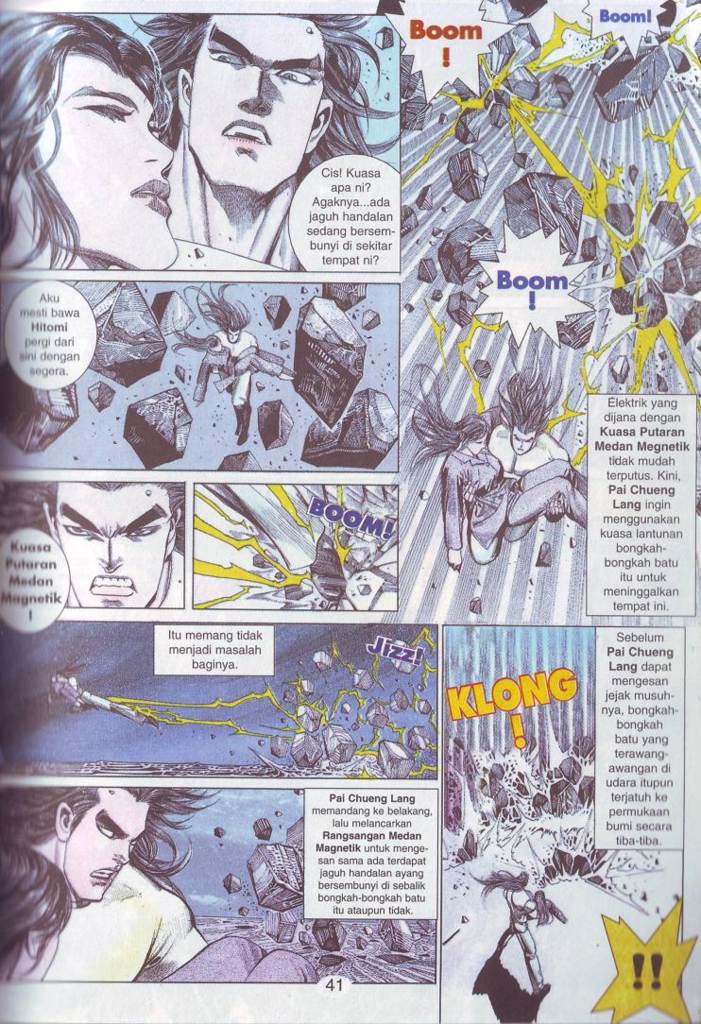 Cis! Kuasa
apa ni?
Agaknya...ada
jaguh handalan
sedang bersem-
bunyi di sekitar
tempat ni?
Boom
!
Boom!
Boom
!
Aku
mesti bawa
Hitomi
pergi dari
sini dengan
segera.
Elektrik yang
dijana dengan
Kuasa Putaran
Medan Magnetik
tidak mudah
terputus. Kini,
Pai Chueng
Lang ingin
menggunakan
kuasa lantunan
bongkah-
bongkah batu
itu untuk
meninggalkan
tempat ini.
Kuasa
Putaran
Medan
Magnetik
!
BOOM!
Itu memang tidak
menjadi masalah
baginya.
JIZZ!
Pai Chueng Lang
memandang ke belakang,
lalu melancarkan
Rangsangan Medan
Magnetik untuk menge-
san sama ada terdapat
jaguh handalan ayang
bersembunyi di sebalik
bongkah-bongkah batu
itu ataupun tidak.
KLONG
!
Sebelum
Pai Chueng
Lang dapat
mengesan
jejak musuh-
nya, bongkah-
bongkah
batu yang
terawang-
awangan di
udara itupun
terjatuh ke
permukaan
bumi secara
tiba-tiba.
!!
41